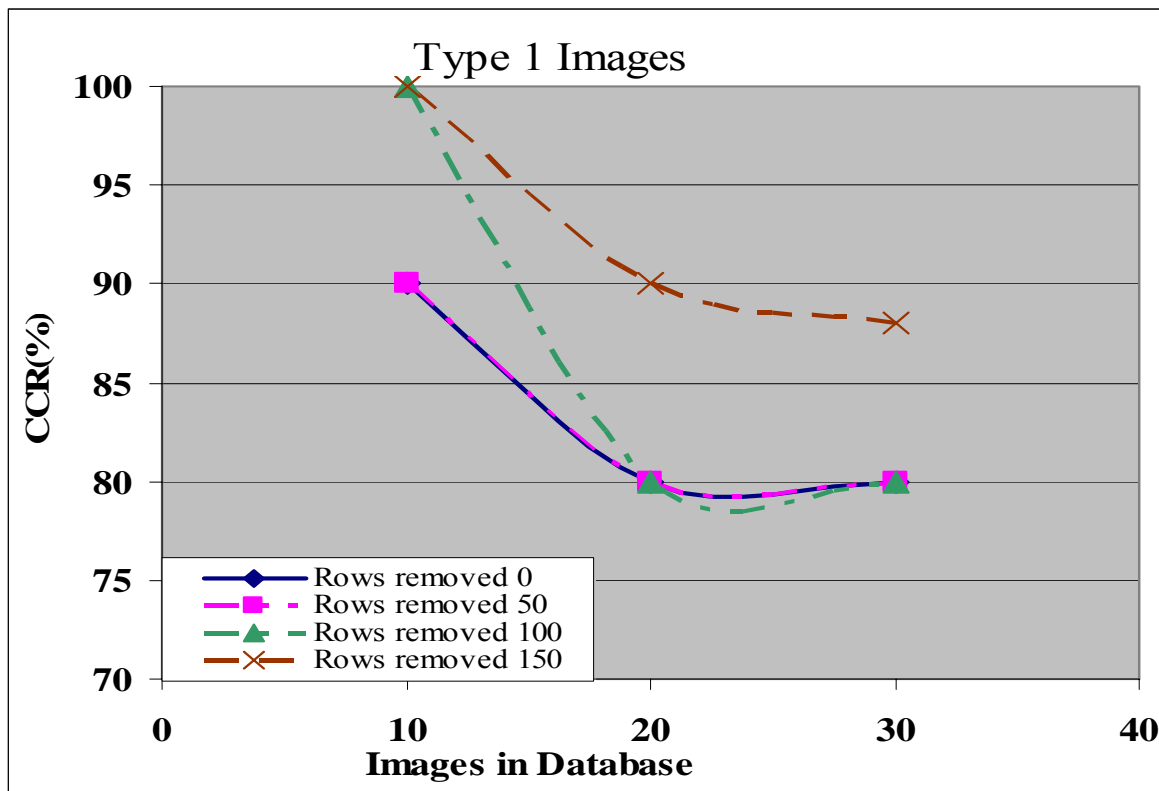 Type 1 Images
CCR(%)
100
95
90
85
80
75
70
Rows removed 0
Rows removed 50
Rows removed 100
Rows removed 150
0 10 20 30 40
Images in Database